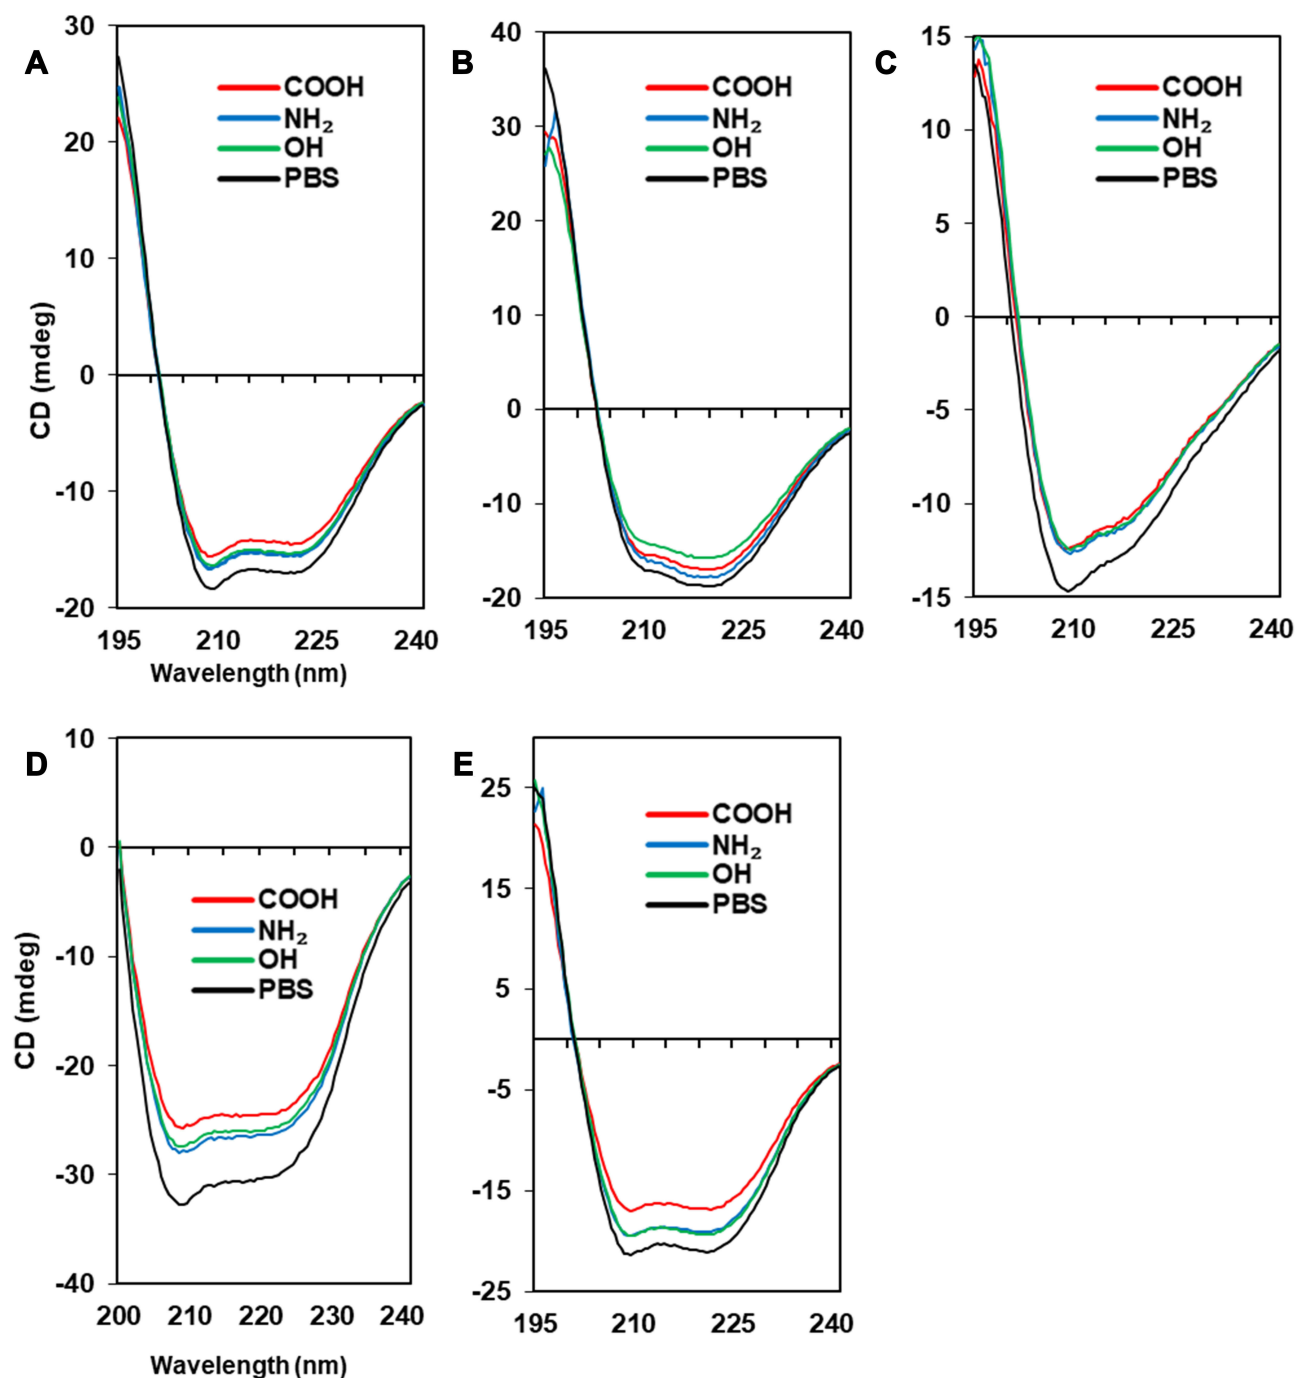 A
30
20
10
0
-10
-20
CD (mdeg)
COOH
NH₂
OH
PBS
195 210 225 240
Wavelength (nm)
B
40
30
20
10
0
-10
-20
COOH
NH₂
OH
PBS
195 210 225 240
C
15
10
5
0
-5
-10
-15
COOH
NH₂
OH
PBS
195 210 225 240
D
10
0
-10
-20
-30
-40
CD (mdeg)
COOH
NH₂
OH
PBS
200 210 220 230 240
Wavelength (nm)
E
25
15
5
-5
-15
-25
COOH
NH₂
OH
PBS
195 210 225 240